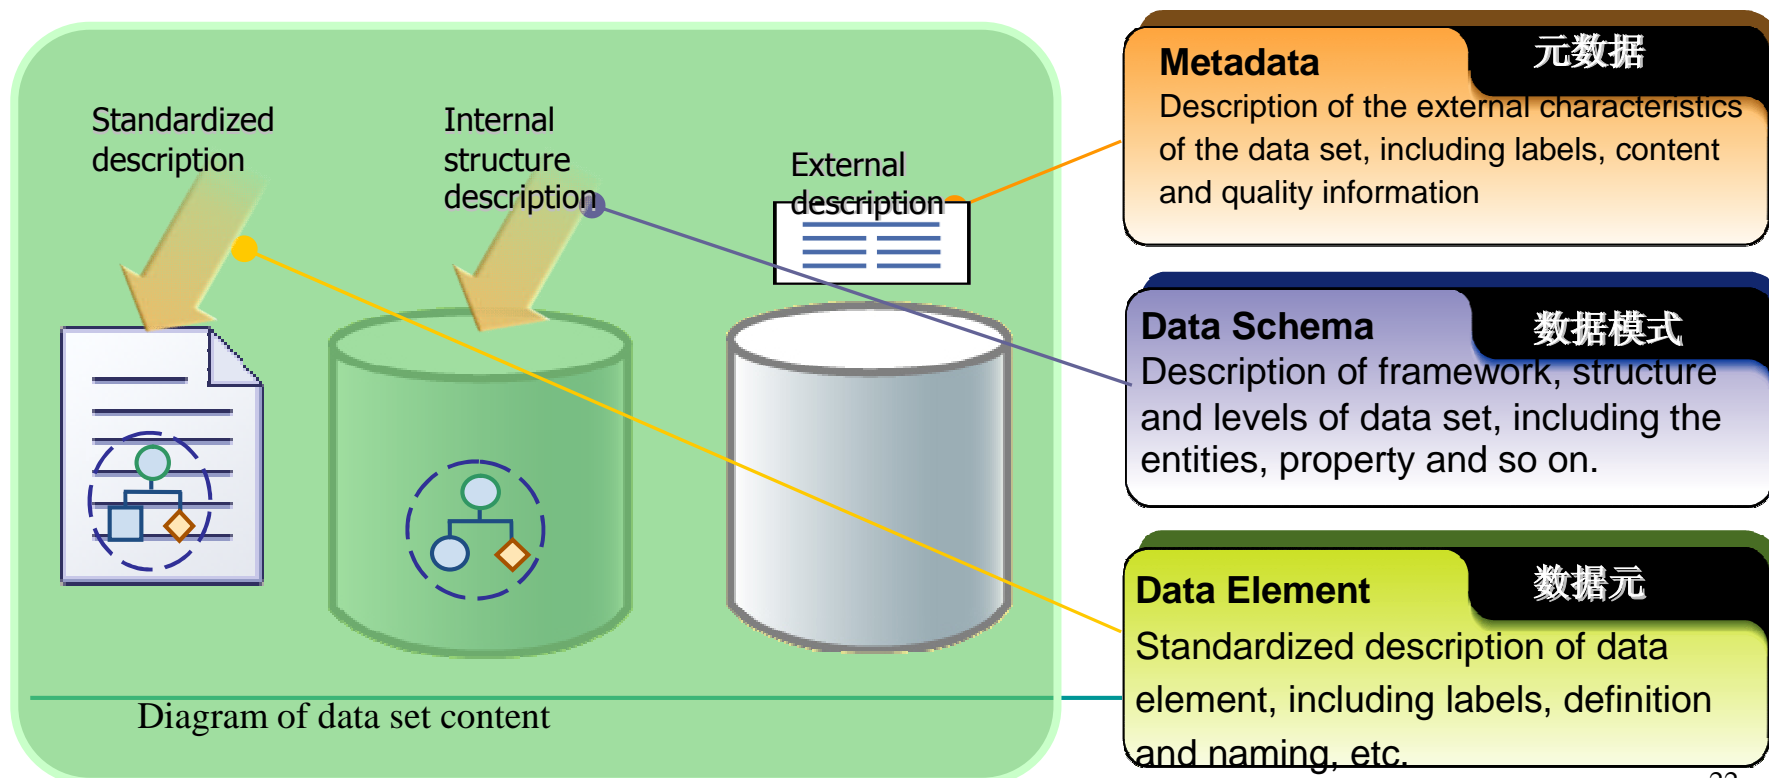 Standardized
description
Internal
structure
description
External
description
Diagram of data set content
元数据
Metadata
Description of the external characteristics
of the data set, including labels, content
and quality information
数据模式
Data Schema
Description of framework, structure
and levels of data set, including the
entities, property and so on.
数据元
Data Element
Standardized description of data
element, including labels, definition
and naming, etc.